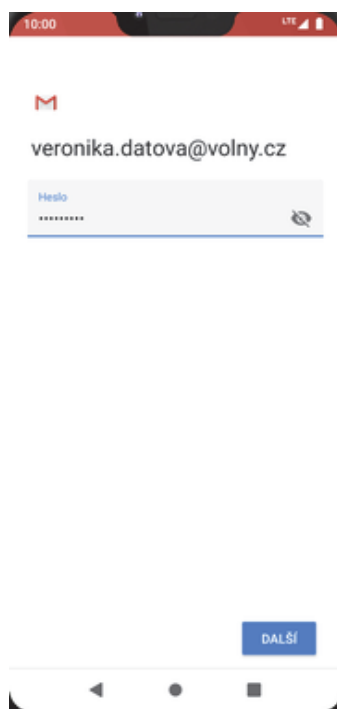 10:00 LTE
veronika.datova@volny.cz
Heslo
•••••••••
DALŠÍ